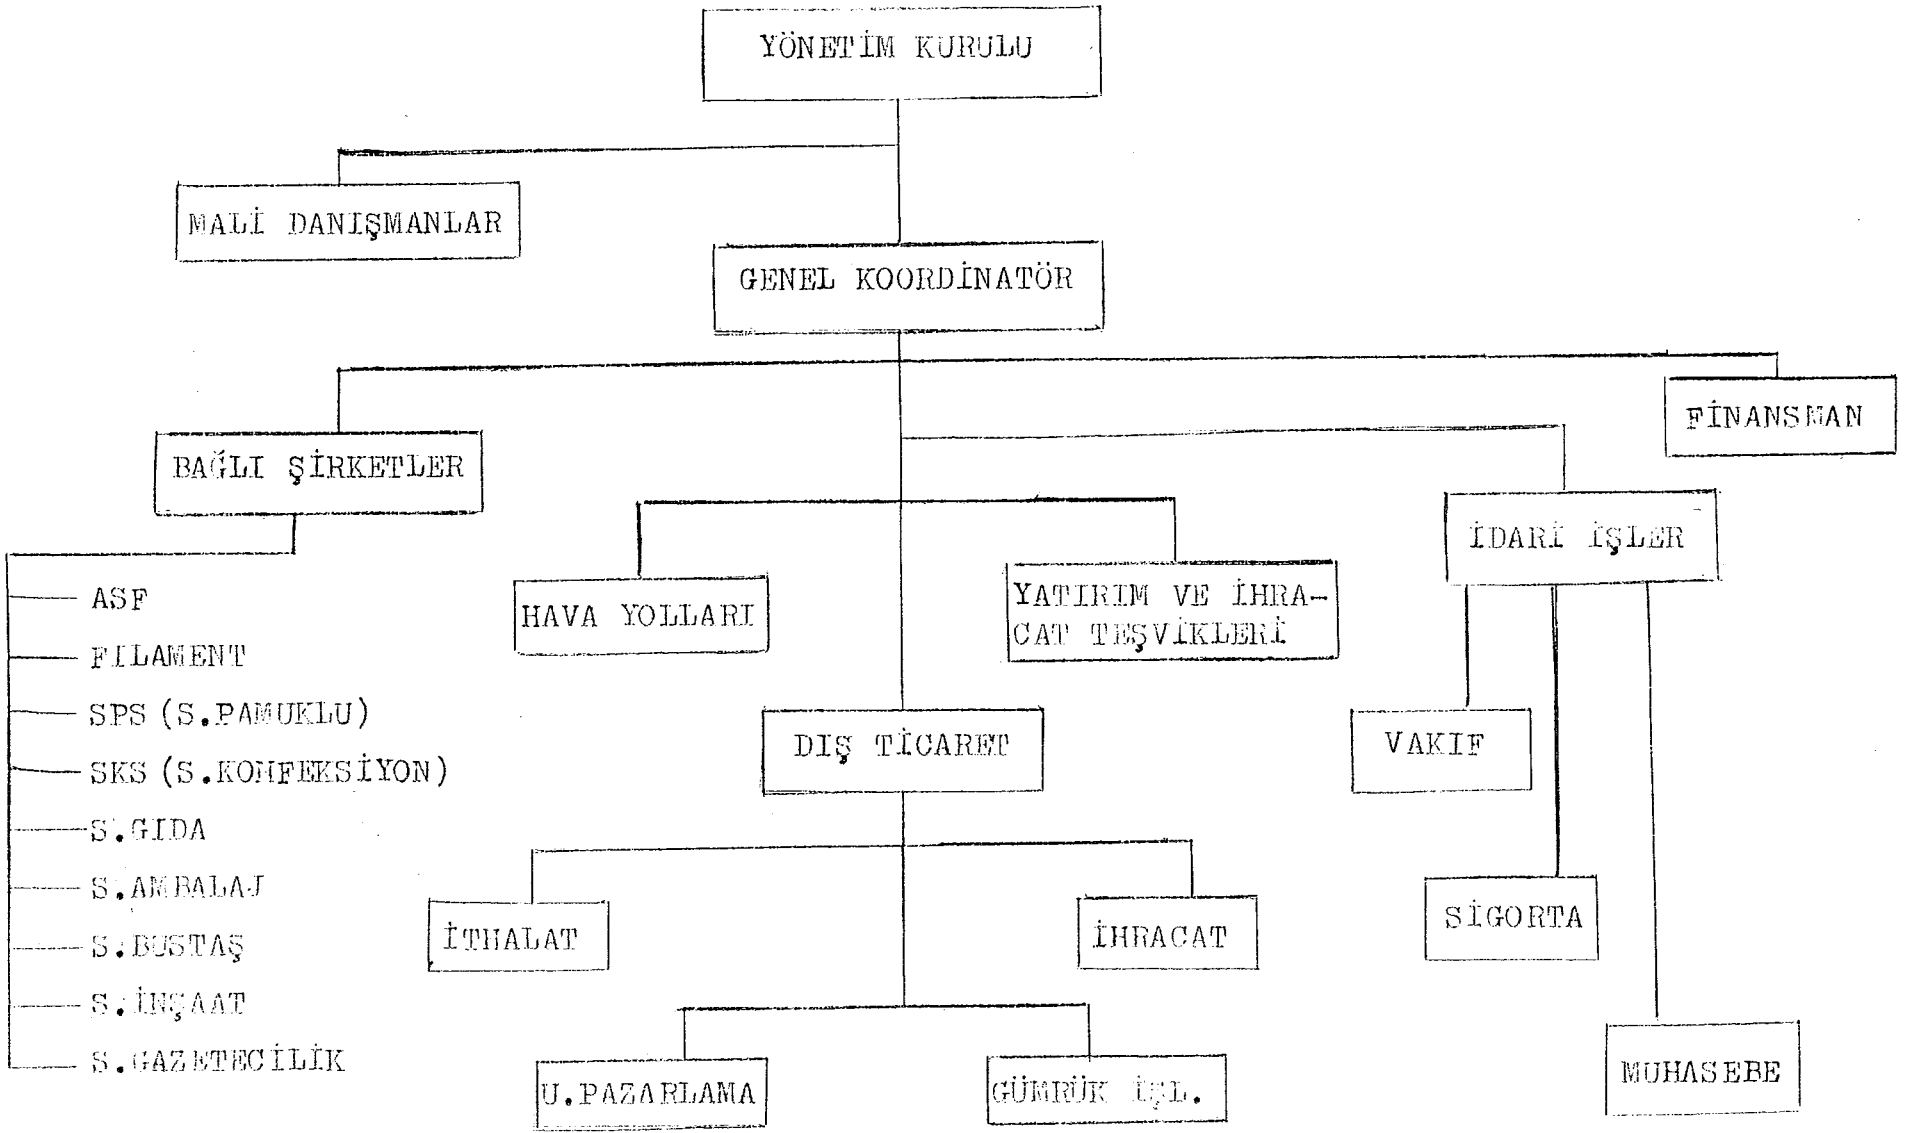 YÖNETİM KURULU
MALİ DANIŞMANLAR
GENEL KOORDİNATÖR
FİNANSMAN
BAĞLI ŞİRKETLER
İDARİ İŞLER
HAVA YOLLARI
YATIRIM VE İHRA-
CAT TEŞVİKLERİ
ASF
FILAMENT
SPS (S.PAMUKLU)
SKS (S.KONFEKSİYON)
S.GIDA
S.AMBALAJ
S.BUSTAŞ
S.İNŞAAT
S.GAZETECİLİK
DIŞ TİCARET
VAKIF
İTHALAT
İHRACAT
SİGORTA
U.PAZARLAMA
GÜMRÜK İŞL.
MUHASEBE